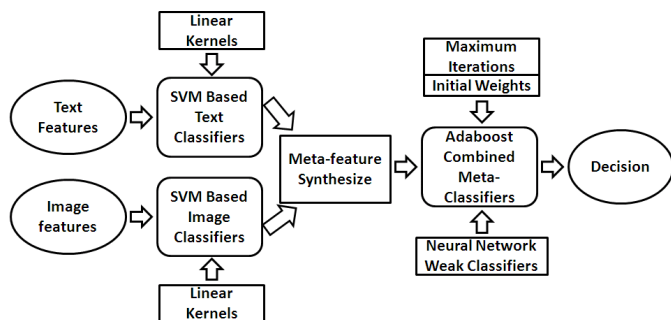 Linear
Kernels
Text
Features
SVM Based
Text
Classifiers
Image
features
SVM Based
Image
Classifiers
Linear
Kernels
Meta-feature
Synthesize
Maximum
Iterations
Initial Weights
Adaboost
Combined
Meta-
Classifiers
Neural Network
Weak Classifiers
Decision